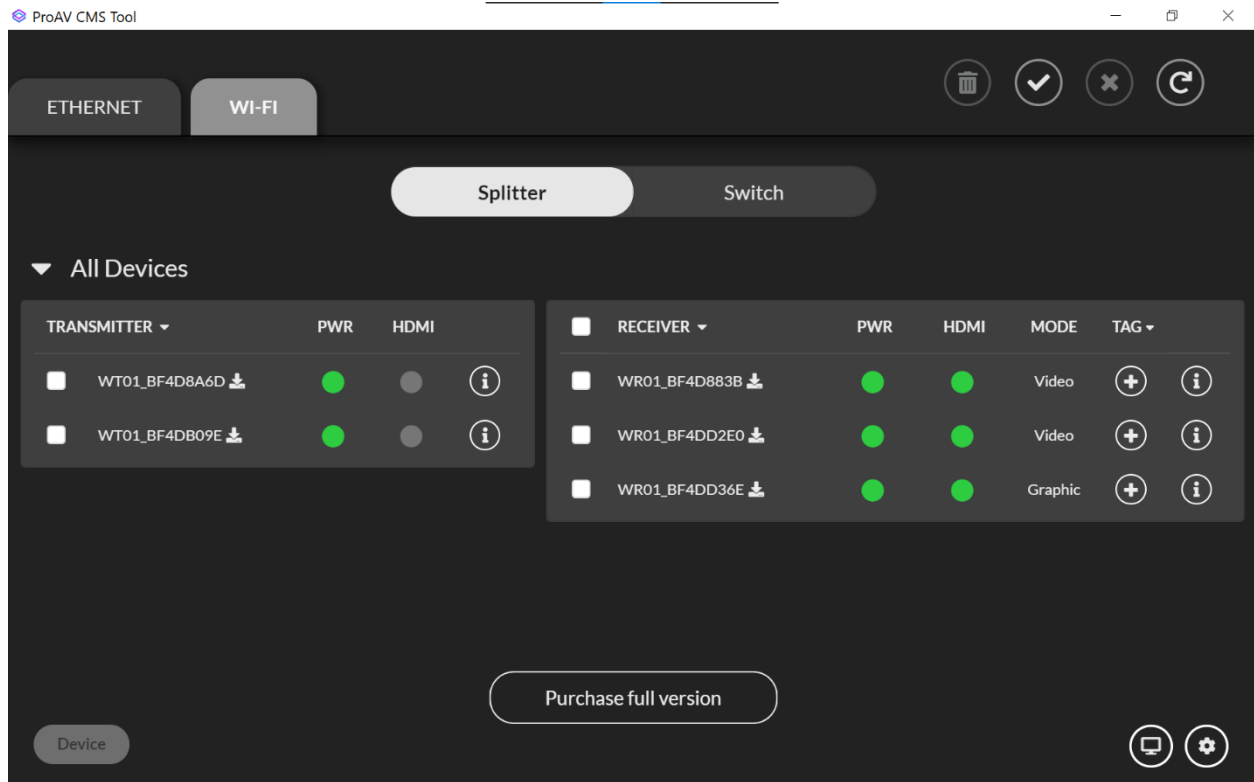 ProAV CMS Tool
ETHERNET WI-FI
Splitter Switch
All Devices
TRANSMITTER PWR HDMI RECEIVER PWR HDMI MODE TAG
WT01_BF4D8A6D WR01_BF4D883B Video
WT01_BF4DB09E WR01_BF4DD2E0 Video
WR01_BF4DD36E Graphic
Purchase full version
Device